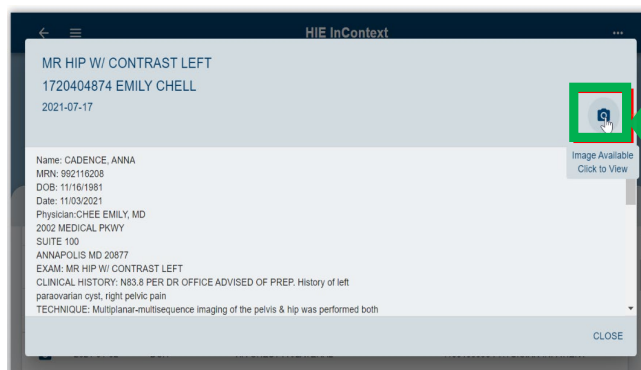 HIE InContext
MR HIP W/ CONTRAST LEFT
1720404874 EMILY CHELL
2021-07-17
Image Available
Click to View
Name: CADENCE, ANNA
MRN: 992116208
DOB: 11/16/1981
Date: 11/03/2021
Physician:CHEE EMILY, MD
2002 MEDICAL PKWY
SUITE 100
ANNAPOLIS MD 20877
EXAM: MR HIP W/ CONTRAST LEFT
CLINICAL HISTORY: N83.8 PER DR OFFICE ADVISED OF PREP. History of left
paraovarian cyst, right pelvic pain
TECHNIQUE: Multiplanar-multisequence imaging of the pelvis & hip was performed both
CLOSE